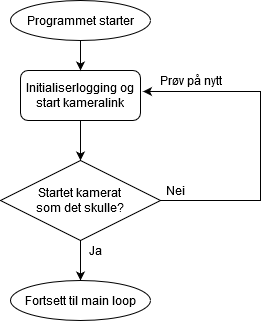 Programmet starter
Initialiserlogging og
start kameralink
Prøv på nytt
Startet kamerat
som det skulle?
Nei
Ja
Fortsett til main loop